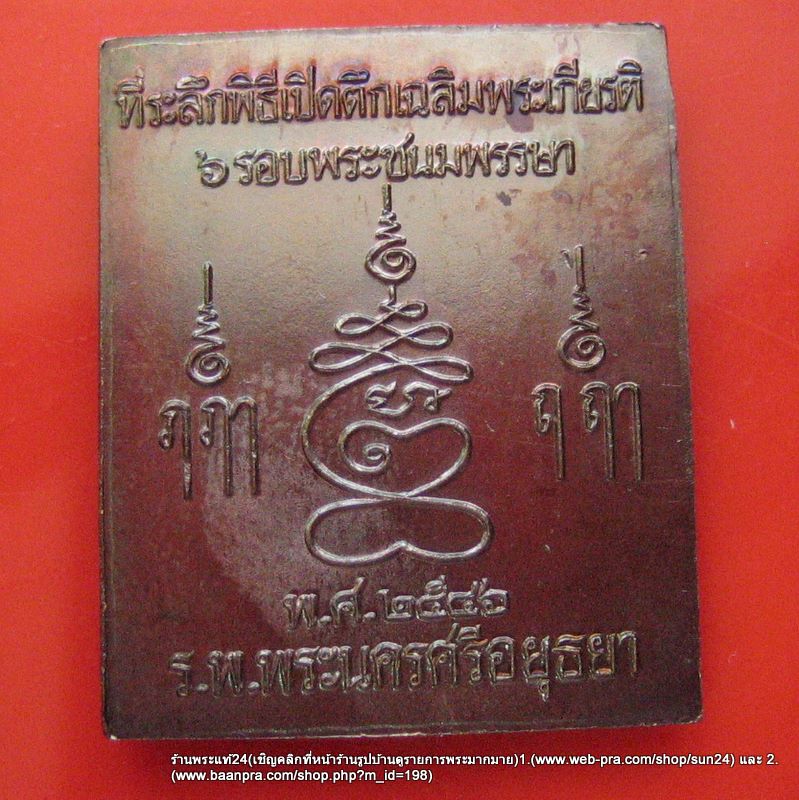 ที่ระลึกพิธีเปิดตึกเฉลิมพระเกียรติ
๖ รอบพระชนมพรรษา
ฦ ฦๅ
ฤ ฤๅ
พ.ศ.๒๕๔๖
ร.พ.พระนครศรีอยุธยา
ร้านพระแท้24(เชิญคลิกที่หน้าร้านรูปบ้านดูรายการพระมากมาย)1.(www.web-pra.com/shop/sun24) และ 2.
(www.baanpra.com/shop.php?m_id=198)